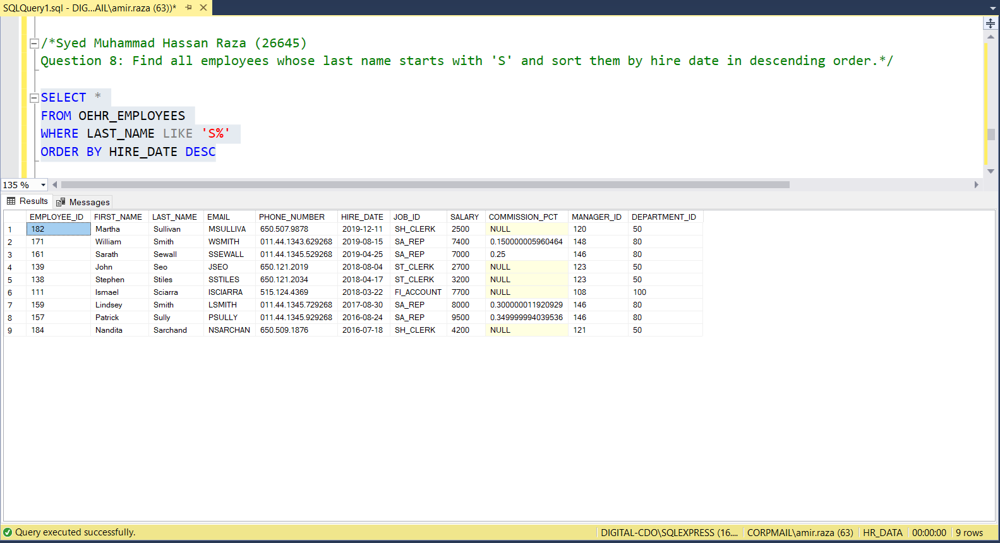 SQLQuery1.sql - DIG...AIL\amir.raza (63))*
/*Syed Muhammad Hassan Raza (26645)
Question 8: Find all employees whose last name starts with 'S' and sort them by hire date in descending order.*/
SELECT *
FROM OEHR_EMPLOYEES
WHERE LAST_NAME LIKE 'S%'
ORDER BY HIRE_DATE DESC
135 %
Results Messages
EMPLOYEE_ID FIRST_NAME LAST_NAME EMAIL PHONE_NUMBER HIRE_DATE JOB_ID SALARY COMMISSION_PCT MANAGER_ID DEPARTMENT_ID
1 182 Martha Sullivan MSULLIVA 650.507.9878 2019-12-11 SH_CLERK 2500 NULL 120 50
2 171 William Smith WSMITH 011.44.1343.629268 2019-08-15 SA_REP 7400 0.150000005960464 148 80
3 161 Sarath Sewall SSEWALL 011.44.1345.529268 2019-04-25 SA_REP 7000 0.25 146 80
4 139 John Seo JSEO 650.121.2019 2018-08-04 ST_CLERK 2700 NULL 123 50
5 138 Stephen Stiles SSTILES 650.121.2034 2018-04-17 ST_CLERK 3200 NULL 123 50
6 111 Ismael Sciarra ISCIARRA 515.124.4369 2018-03-22 FI_ACCOUNT 7700 NULL 108 100
7 159 Lindsey Smith LSMITH 011.44.1345.729268 2017-08-30 SA_REP 8000 0.300000011920929 146 80
8 157 Patrick Sully PSULLY 011.44.1345.929268 2016-08-24 SA_REP 9500 0.349999994039536 146 80
9 184 Nandita Sarchand NSARCHAN 650.509.1876 2016-07-18 SH_CLERK 4200 NULL 121 50
Query executed successfully. DIGITAL-CDO\SQLEXPRESS (16.... CORPMAIL\amir.raza (63) HR_DATA 00:00:00 9 rows